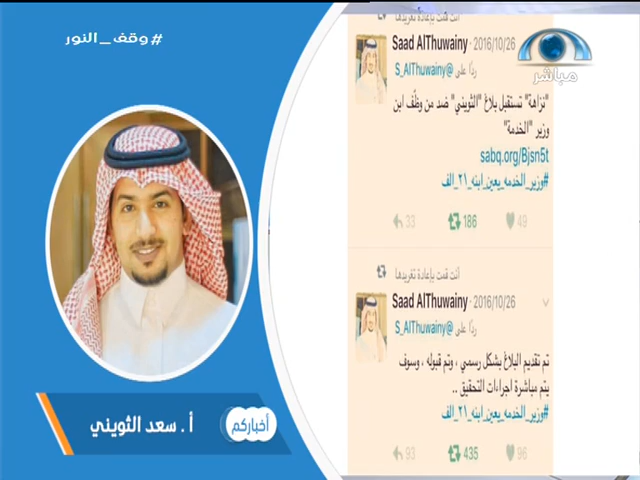 #وقف_النور
أ. سعد الثويني
أخباركم
مباشر
أنت قمت بإعادة تغريدها
Saad AlThuwainy · 2016/10/26
ردًا على @S_AlThuwainy
"نزاهة" تستقبل بلاغ "الثويني" ضد من وظّف ابن
وزير "الخدمة"
sabq.org/Bjsn5t
#وزير_الخدمه_يعين_ابنه_٢١_الف
33 186 49
أنت قمت بإعادة تغريدها
Saad AlThuwainy · 2016/10/26
ردًا على @S_AlThuwainy
تم تقديم البلاغ بشكل رسمي ، وتم قبوله ، وسوف
يتم مباشرة اجراءات التحقيق ..
#وزير_الخدمه_يعين_ابنه_٢١_الف
93 435 96